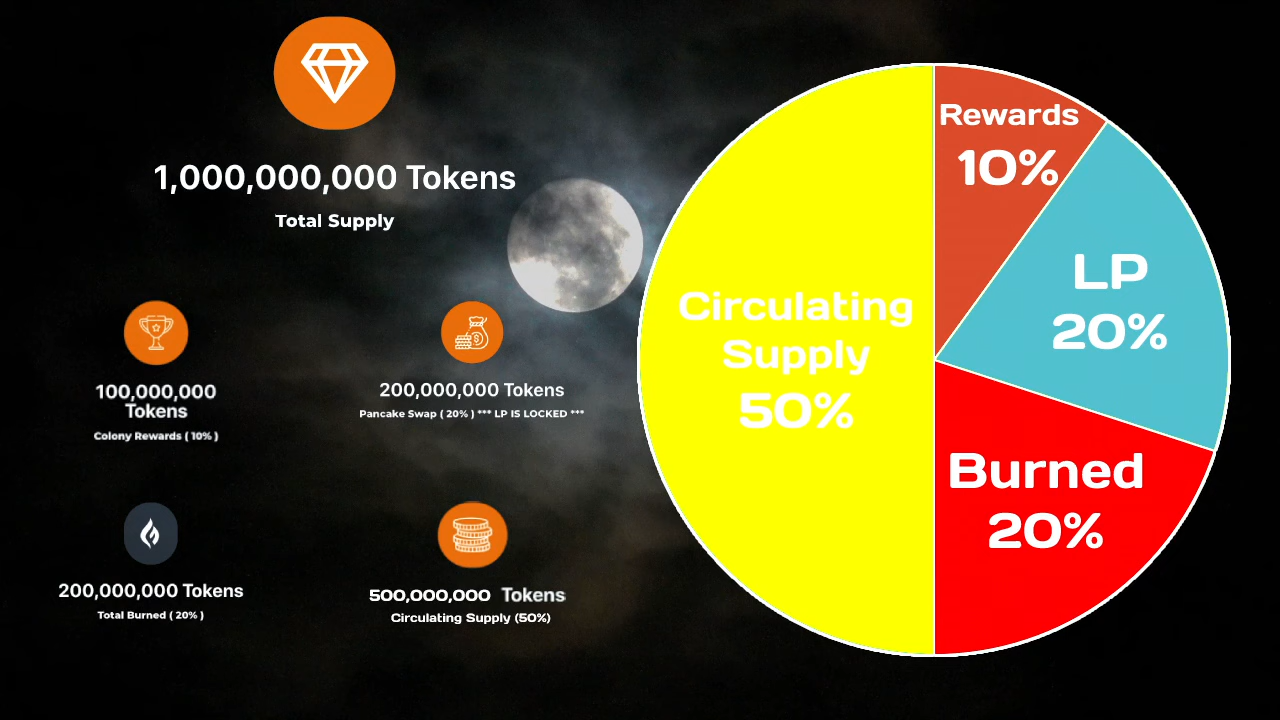 1,000,000,000 Tokens
Total Supply
100,000,000
Tokens
Colony Rewards ( 10% )
200,000,000 Tokens
Pancake Swap ( 20% ) *** LP IS LOCKED ***
200,000,000 Tokens
Total Burned ( 20% )
500,000,000 Tokens
Circulating Supply (50%)
Circulating
Supply
50%
Rewards
10%
LP
20%
Burned
20%